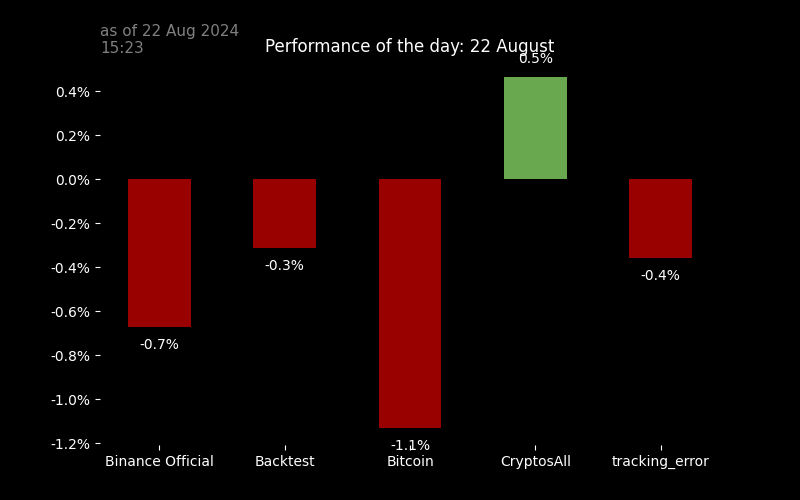 as of 22 Aug 2024
15:23
Performance of the day: 22 August
0.5%
0.4%
0.2%
0.0%
-0.2%
-0.4%
-0.6%
-0.8%
-1.0%
-1.2%
-0.7%
-0.3%
-1.1%
-0.4%
Binance Official
Backtest
Bitcoin
CryptosAll
tracking_error